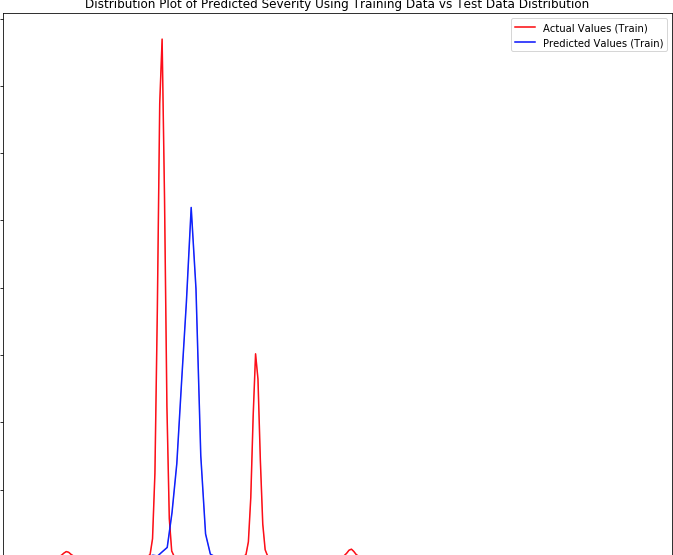 Distribution Plot of Predicted Severity Using Training Data vs Test Data Distribution
Actual Values (Train)
Predicted Values (Train)